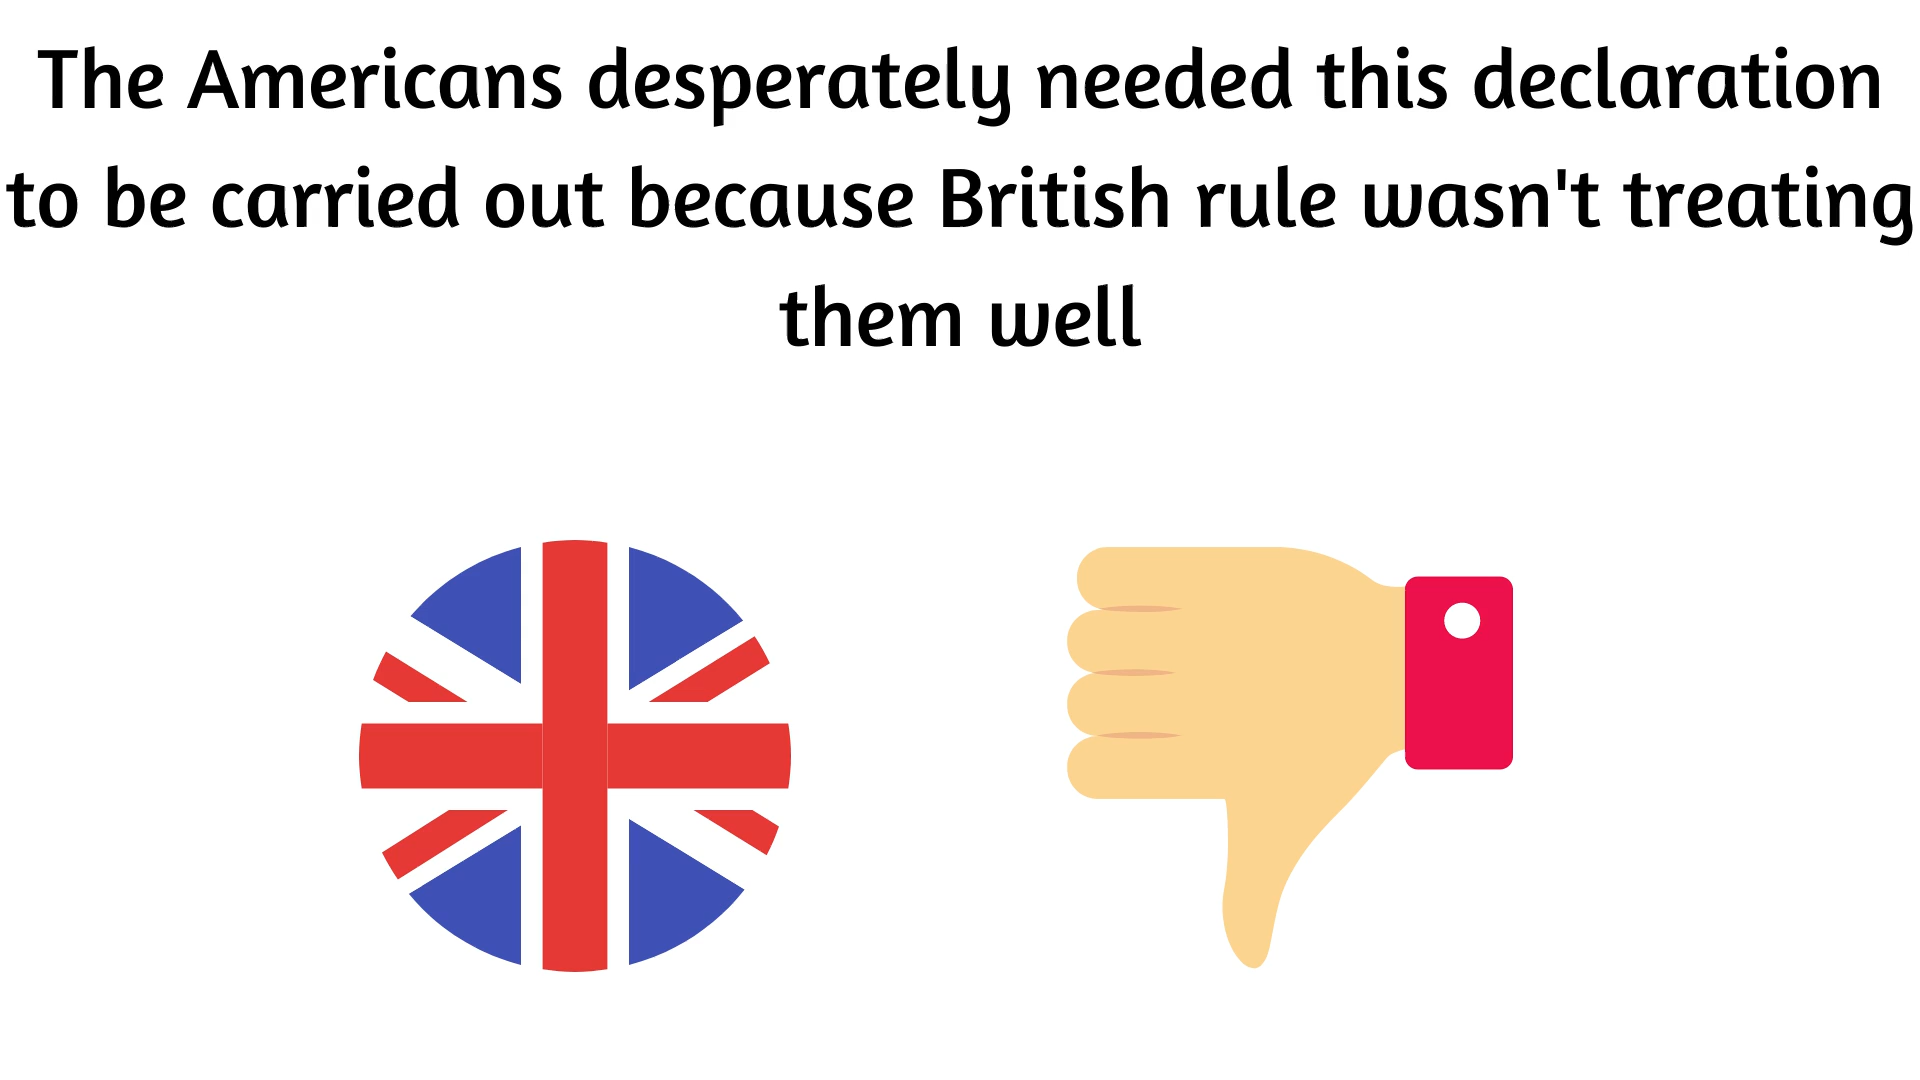 The Americans desperately needed this declaration
to be carried out because British rule wasn't treating
them well